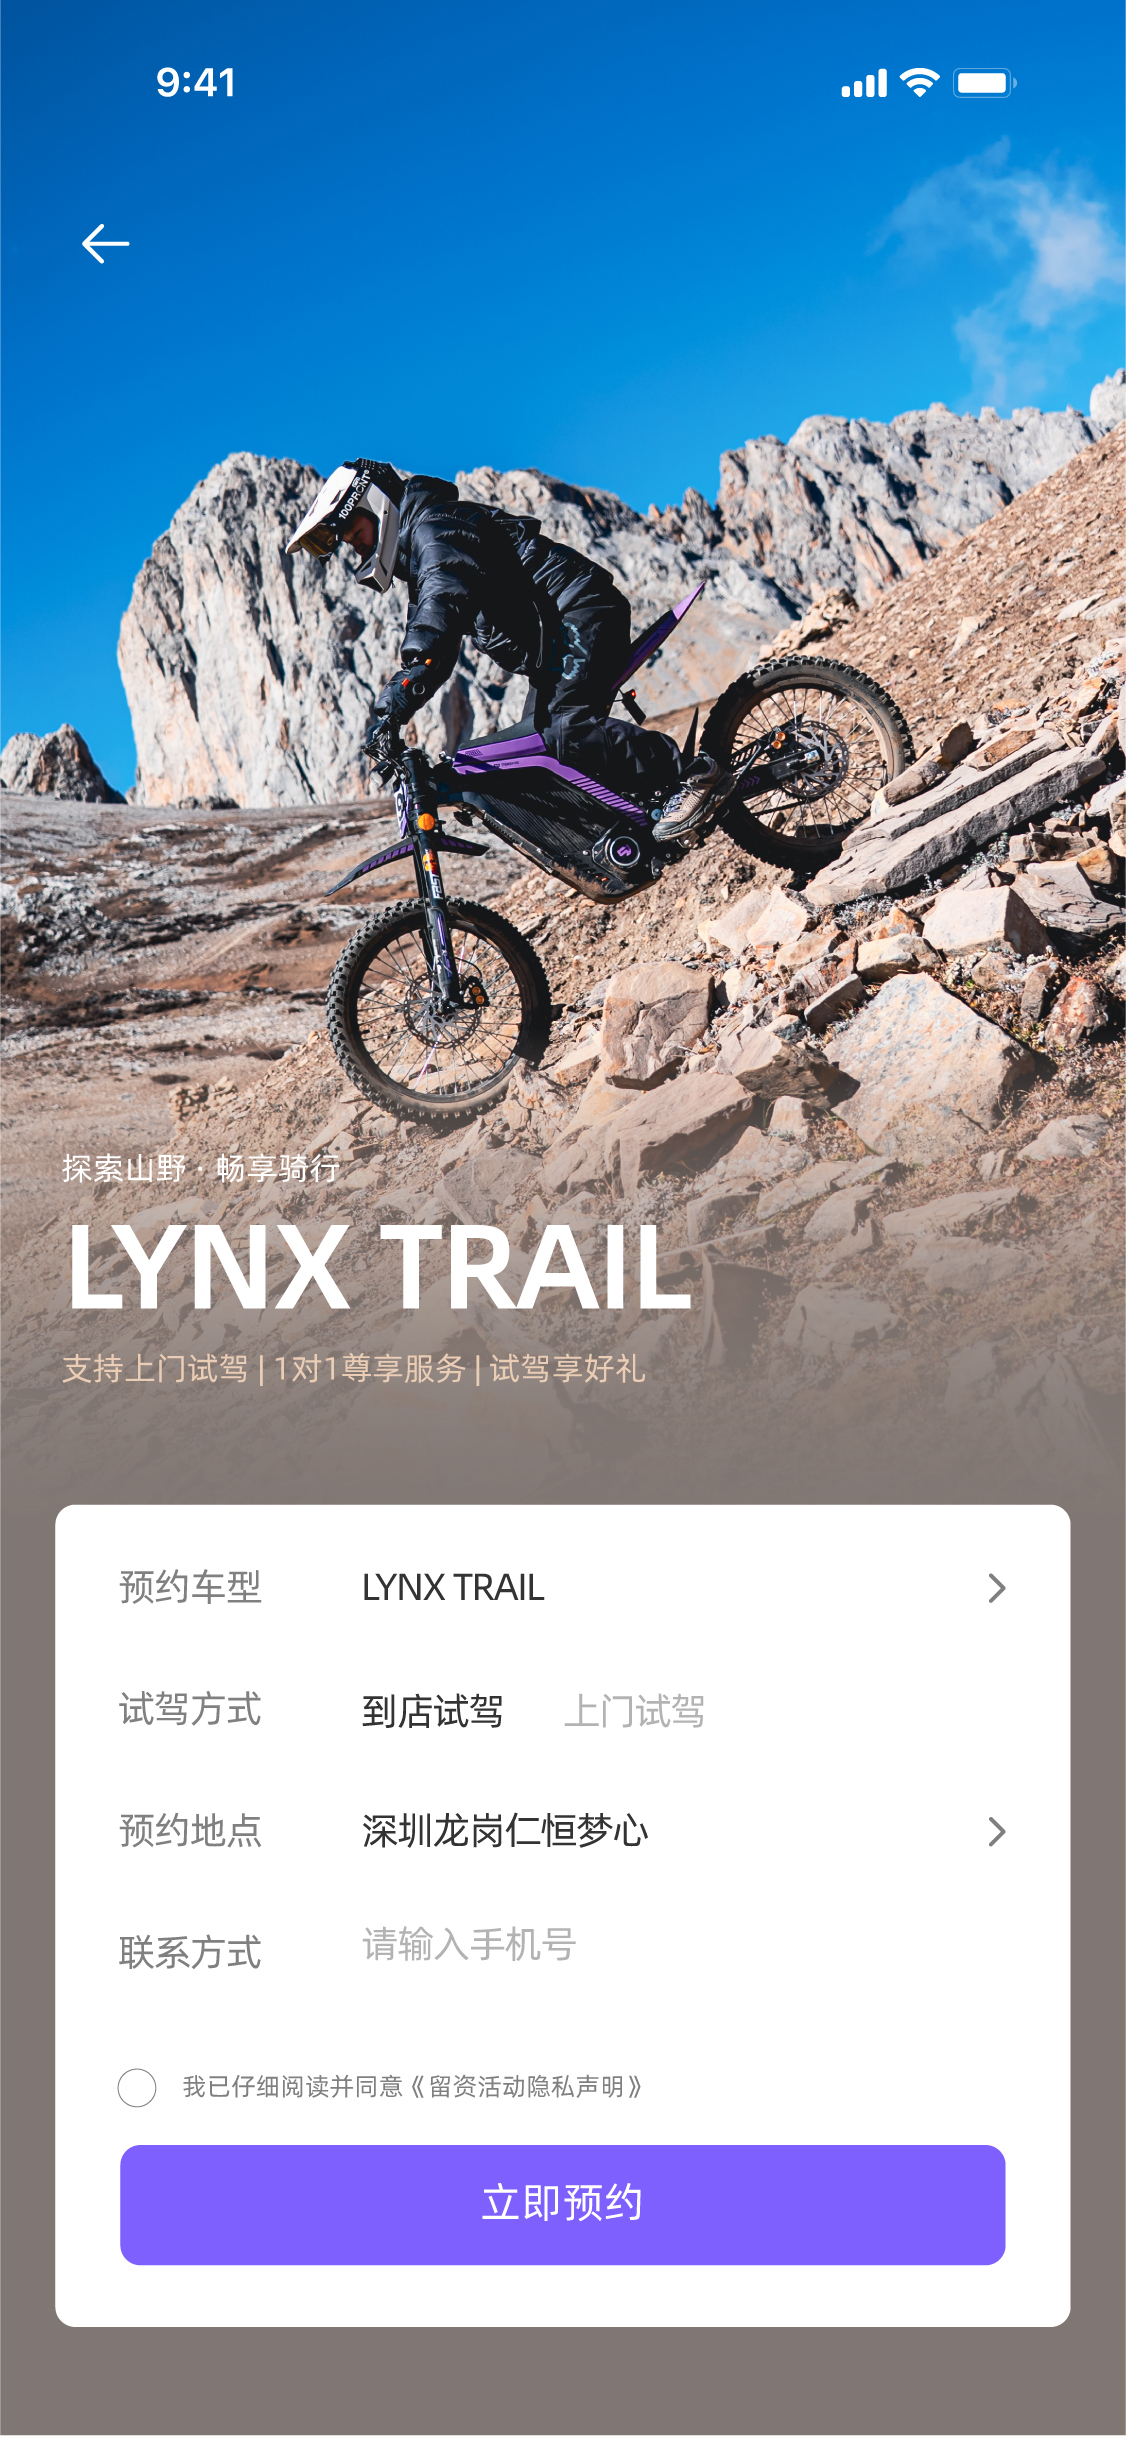 9:41
100PRCNT
探索山野 · 畅享骑行
LYNX TRAIL
支持上门试驾 | 1对1尊享服务 | 试驾享好礼
预约车型 LYNX TRAIL
试驾方式 到店试驾 上门试驾
预约地点 深圳龙岗仁恒梦心
联系方式 请输入手机号
我已仔细阅读并同意《留资活动隐私声明》
立即预约